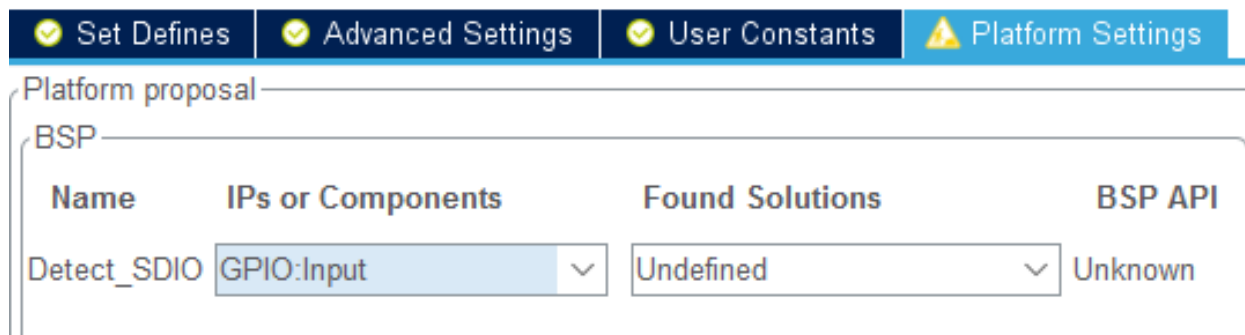 Set Defines Advanced Settings User Constants Platform Settings
Platform proposal
BSP
Name IPs or Components Found Solutions BSP API
Detect_SDIO GPIO:Input Undefined Unknown